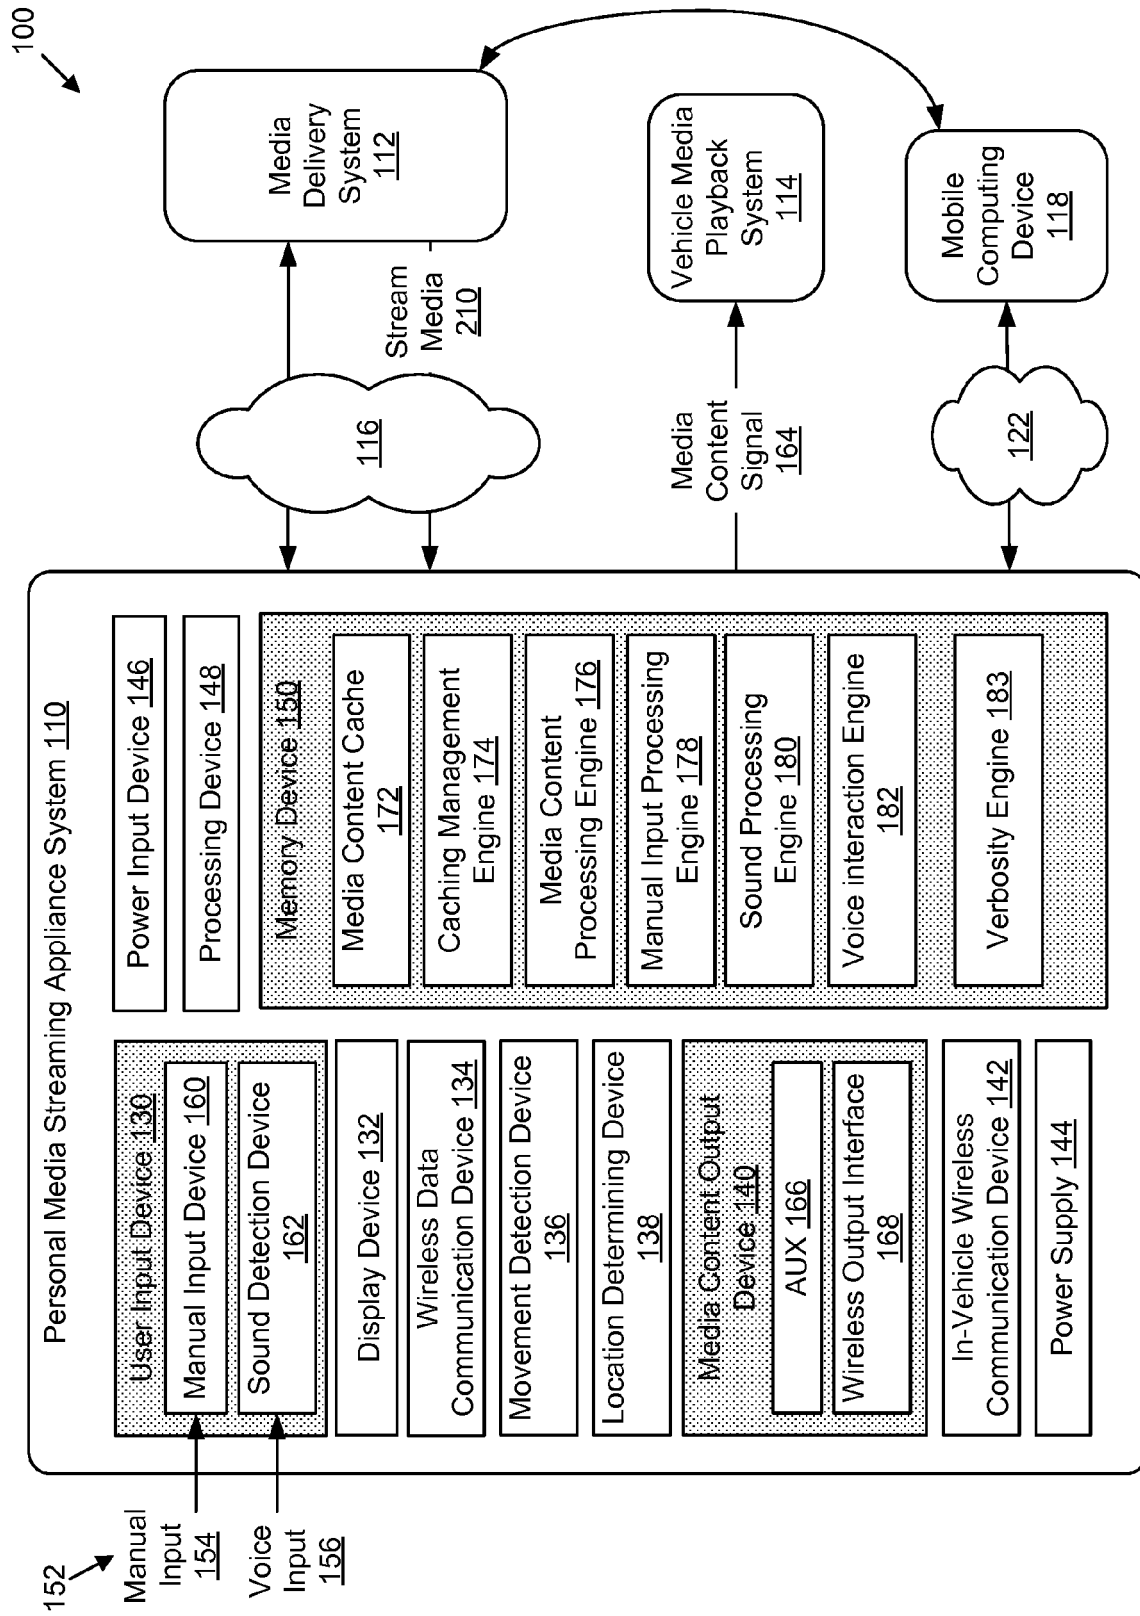 100
152
Manual
Input
154
Voice
Input
156
Personal Media Streaming Appliance System 110
User Input Device 130
Manual Input Device 160
Sound Detection Device
162
Display Device 132
Wireless Data
Communication Device 134
Movement Detection Device
136
Location Determining Device
138
Media Content Output
Device 140
AUX 166
Wireless Output Interface
168
In-Vehicle Wireless
Communication Device 142
Power Supply 144
Power Input Device 146
Processing Device 148
Memory Device 150
Media Content Cache
172
Caching Management
Engine 174
Media Content
Processing Engine 176
Manual Input Processing
Engine 178
Sound Processing
Engine 180
Voice interaction Engine
182
Verbosity Engine 183
116
Stream
Media
210
Media
Content
Signal
164
122
Media
Delivery
System
112
Vehicle Media
Playback
System
114
Mobile
Computing
Device
118